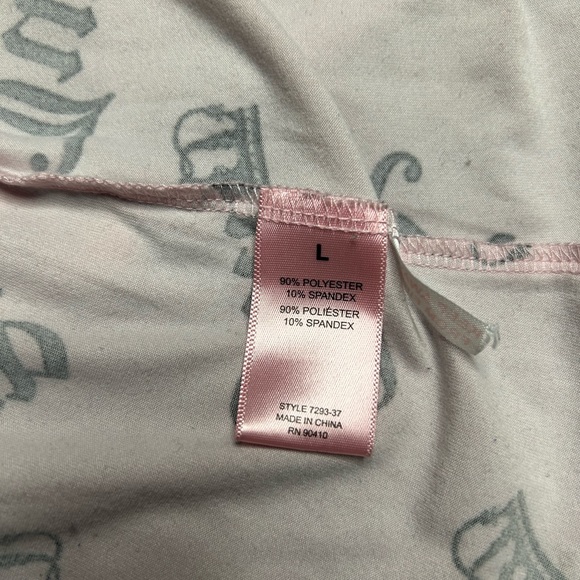 L
90% POLYESTER
10% SPANDEX
90% POLIÉSTER
10% SPANDEX
STYLE 7293-37
MADE IN CHINA
RN 90410